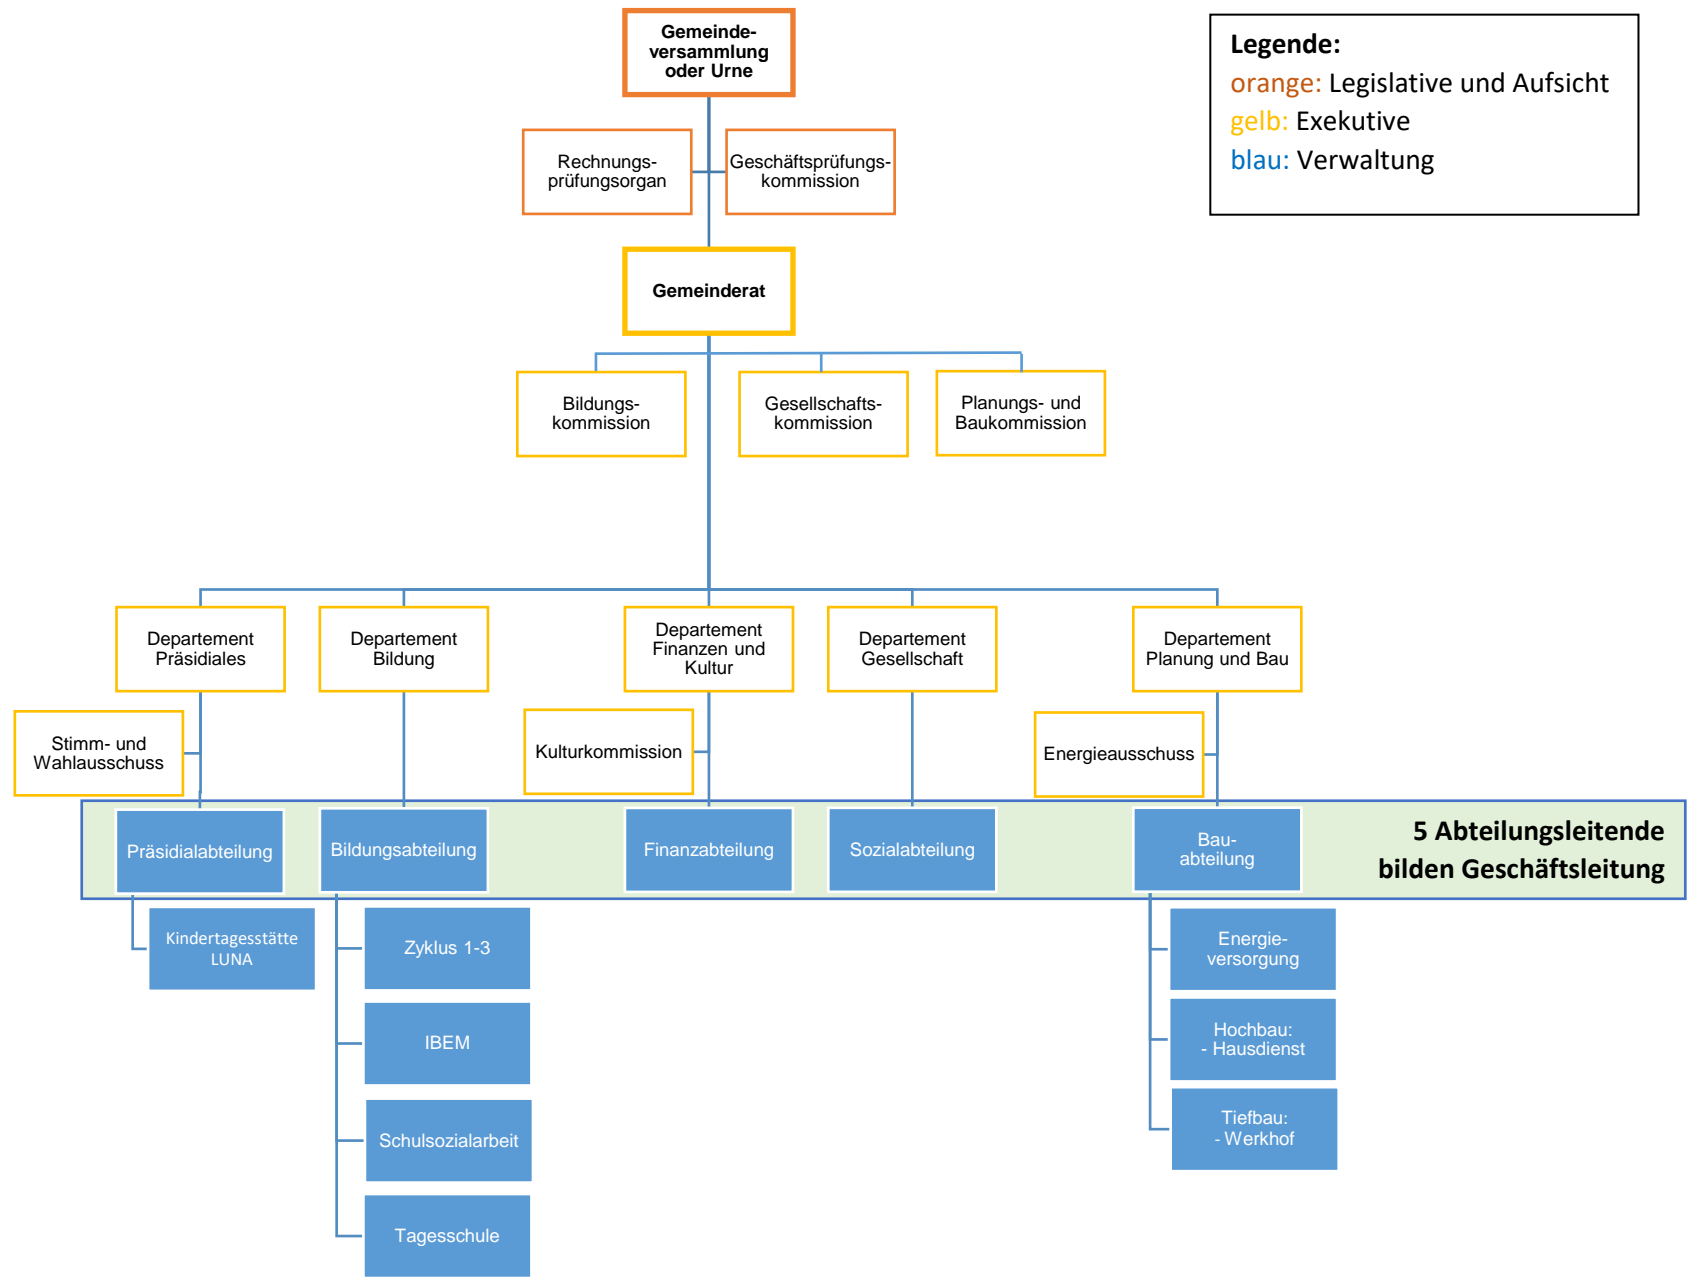 Gemeinde-
versammlung
oder Urne
Legende:
orange: Legislative und Aufsicht
gelb: Exekutive
blau: Verwaltung
Rechnungs-
prüfungsorgan
Geschäftsprüfungs-
kommission
Gemeinderat
Bildungs-
kommission
Gesellschafts-
kommission
Planungs- und
Baukommission
Departement
Präsidiales
Departement
Bildung
Departement
Finanzen und
Kultur
Departement
Gesellschaft
Departement
Planung und Bau
Stimm- und
Wahlausschuss
Kulturkommission
Energieausschuss
Präsidialabteilung
Bildungsabteilung
Finanzabteilung
Sozialabteilung
Bau-
abteilung
5 Abteilungsleitende
bilden Geschäftsleitung
Kindertagesstätte
LUNA
Zyklus 1-3
IBEM
Schulsozialarbeit
Tagesschule
Energie-
versorgung
Hochbau:
- Hausdienst
Tiefbau:
- Werkhof